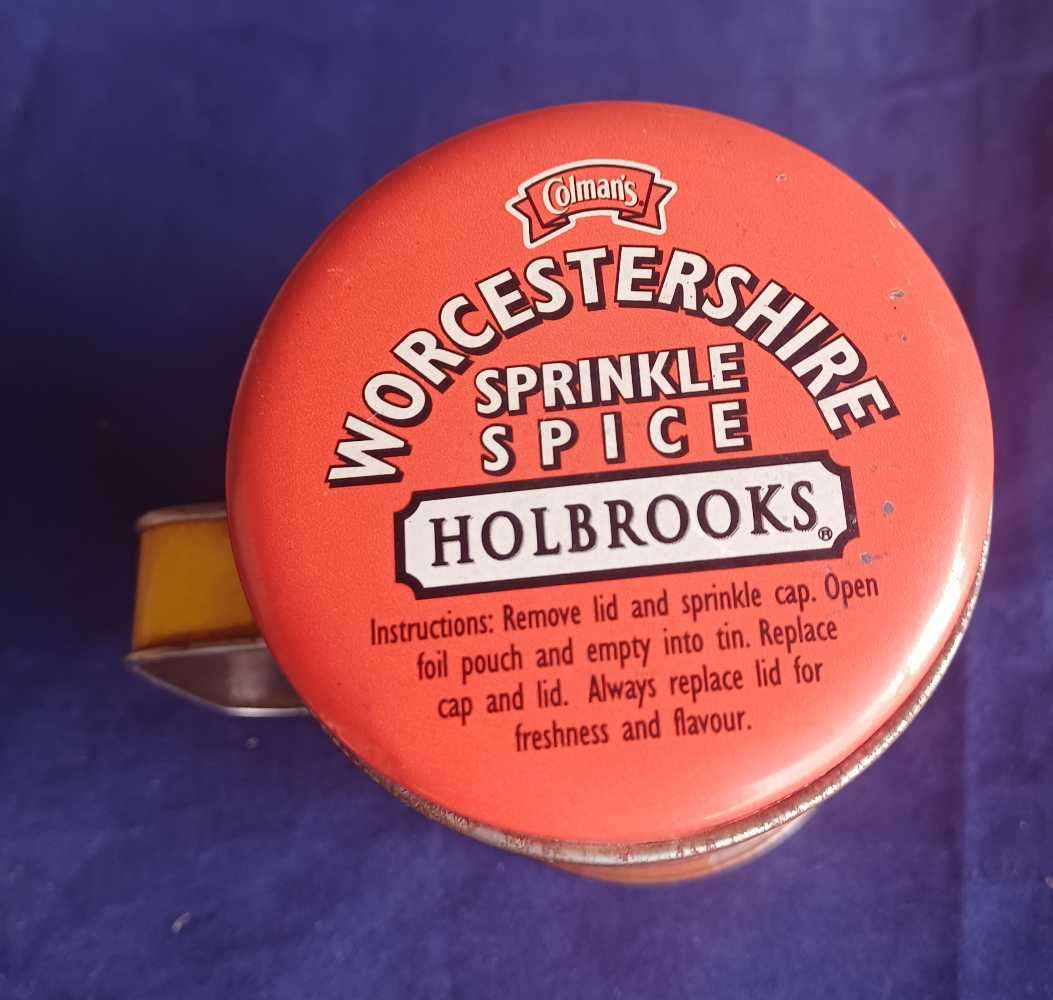 Colman's
WORCESTERSHIRE
SPRINKLE
SPICE
HOLBROOKS®
Instructions: Remove lid and sprinkle cap. Open
foil pouch and empty into tin. Replace
cap and lid. Always replace lid for
freshness and flavour.